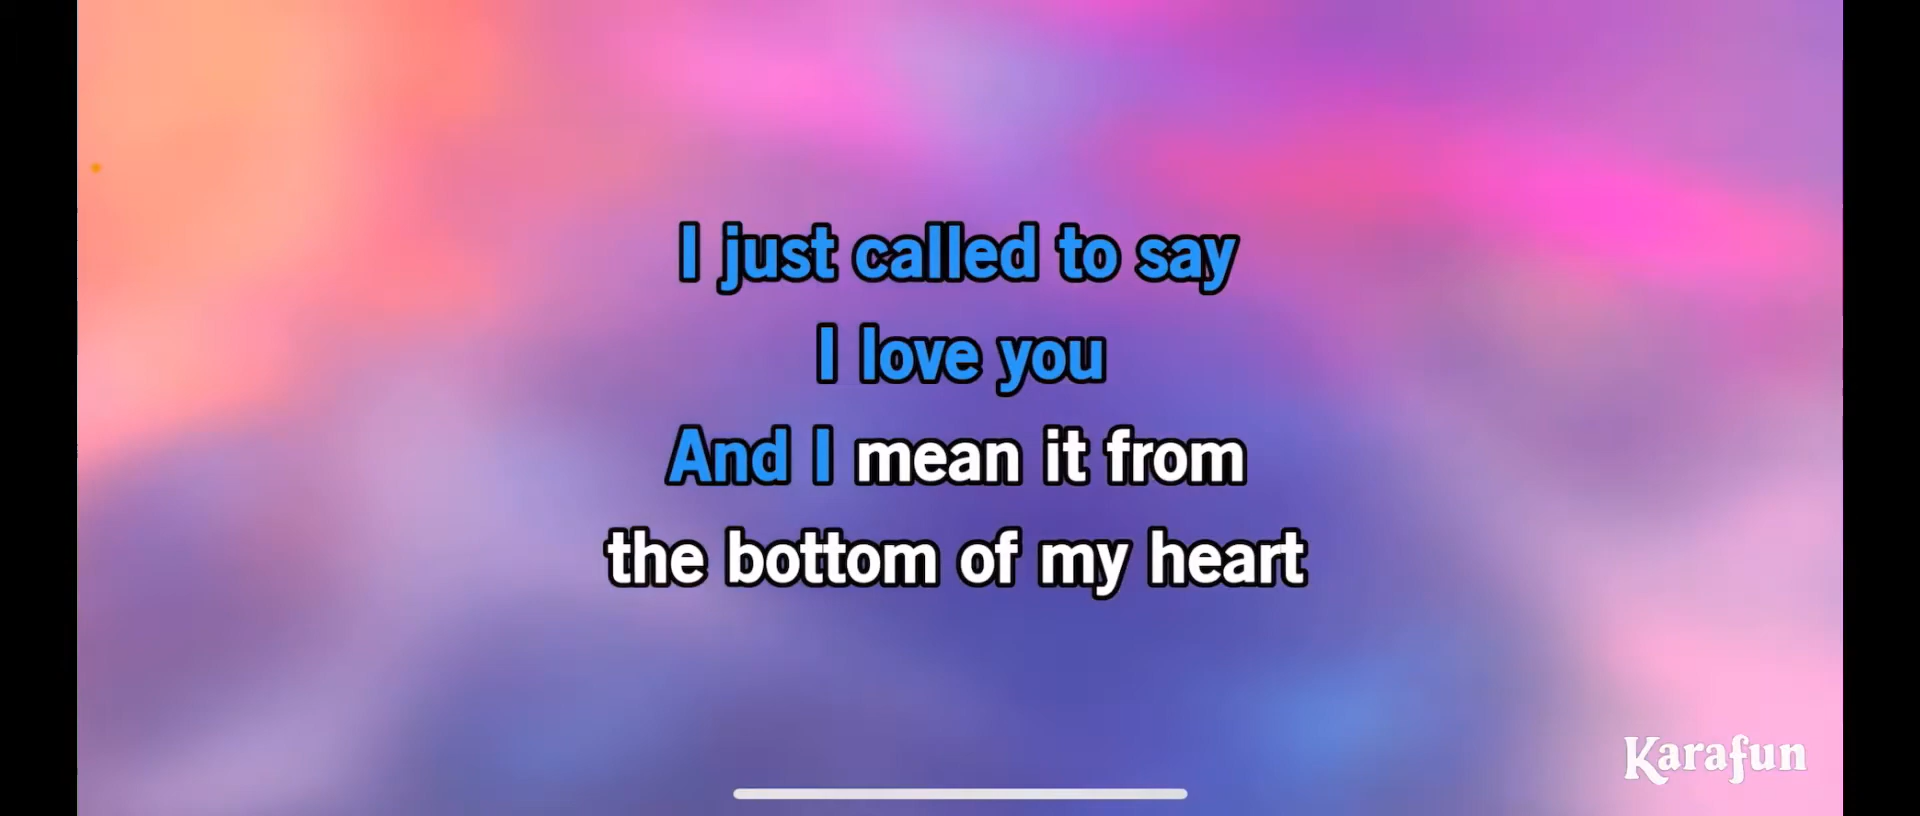 I just called to say
I love you
And I mean it from
the bottom of my heart
Karafun